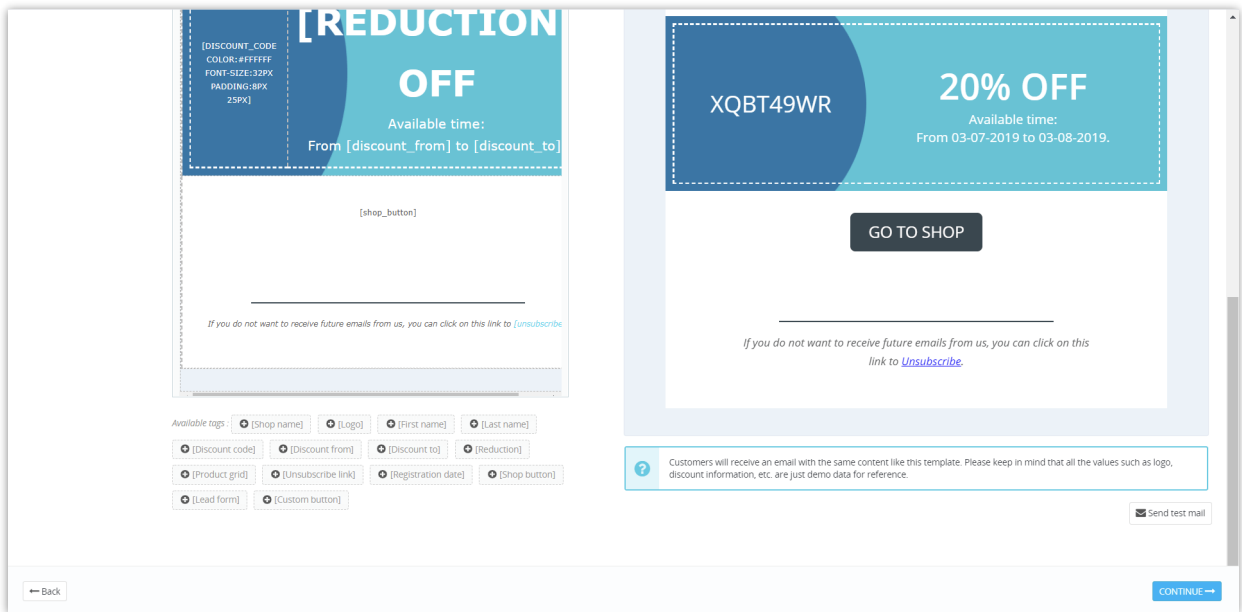 [REDUCTION
[DISCOUNT_CODE
COLOR:#FFFFFF
FONT-SIZE:32PX
PADDING:8PX
25PX]
OFF
Available time:
From [discount_from] to [discount_to]
[shop_button]
If you do not want to receive future emails from us, you can click on this link to [unsubscribe
Available tags : [Shop name] [Logo] [First name] [Last name]
[Discount code] [Discount from] [Discount to] [Reduction]
[Product grid] [Unsubscribe link] [Registration date] [Shop button]
[Lead form] [Custom button]
XQBT49WR
20% OFF
Available time:
From 03-07-2019 to 03-08-2019.
GO TO SHOP
If you do not want to receive future emails from us, you can click on this
link to Unsubscribe.
Customers will receive an email with the same content like this template. Please keep in mind that all the values such as logo,
discount information, etc. are just demo data for reference.
Send test mail
Back
CONTINUE